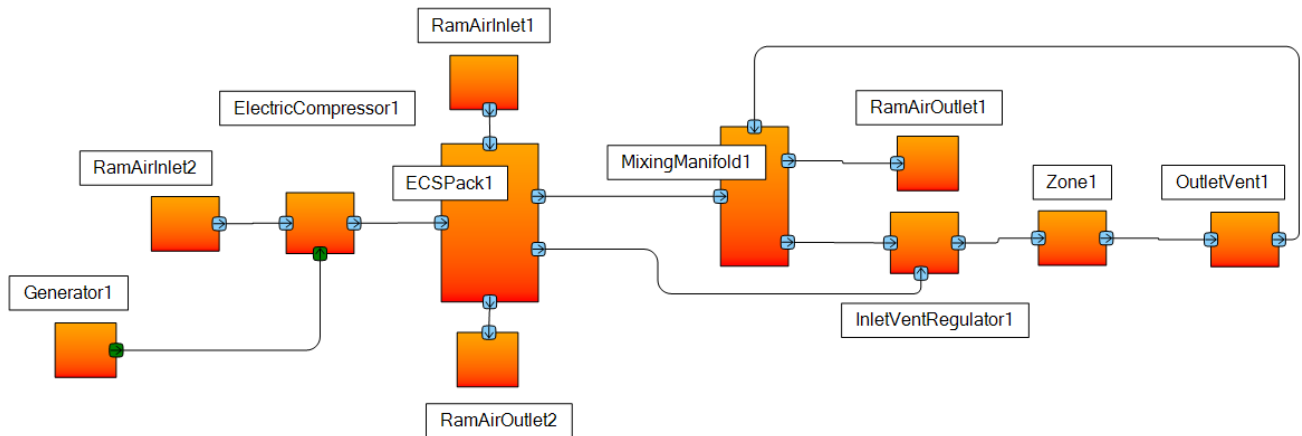 RamAirInlet1
ElectricCompressor1
RamAirOutlet1
RamAirInlet2
ECSPack1
MixingManifold1
Zone1
OutletVent1
Generator1
InletVentRegulator1
RamAirOutlet2